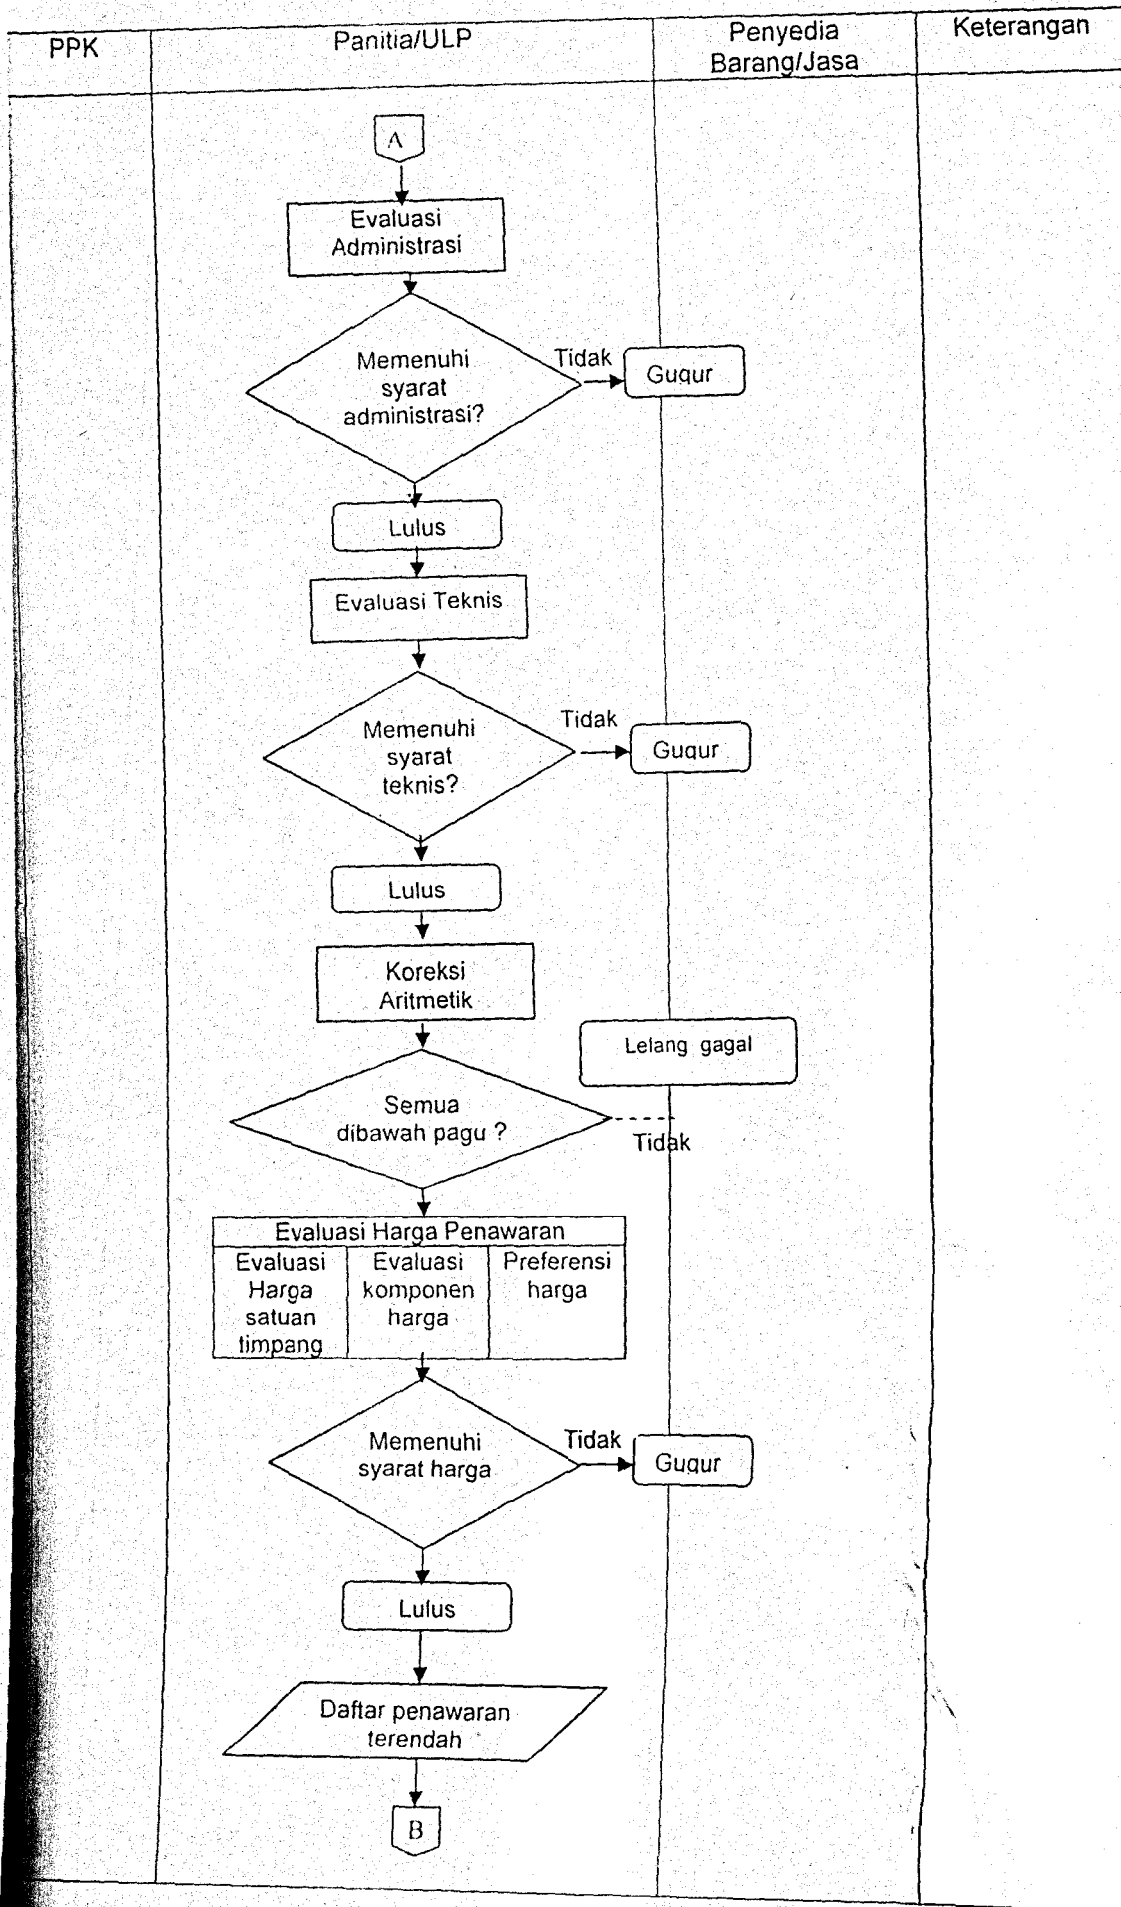 PPK
Panitia/ULP
Penyedia
Barang/Jasa
Keterangan
A
Evaluasi
Administrasi
Memenuhi
syarat
administrasi?
Tidak
Gugur
Lulus
Evaluasi Teknis
Memenuhi
syarat
teknis?
Tidak
Gugur
Lulus
Koreksi
Aritmetik
Lelang gagal
Semua
dibawah pagu ?
Tidak
Evaluasi Harga Penawaran
Evaluasi
Harga
satuan
timpang
Evaluasi
komponen
harga
Preferensi
harga
Memenuhi
syarat harga
Tidak
Gugur
Lulus
Daftar penawaran
terendah
B